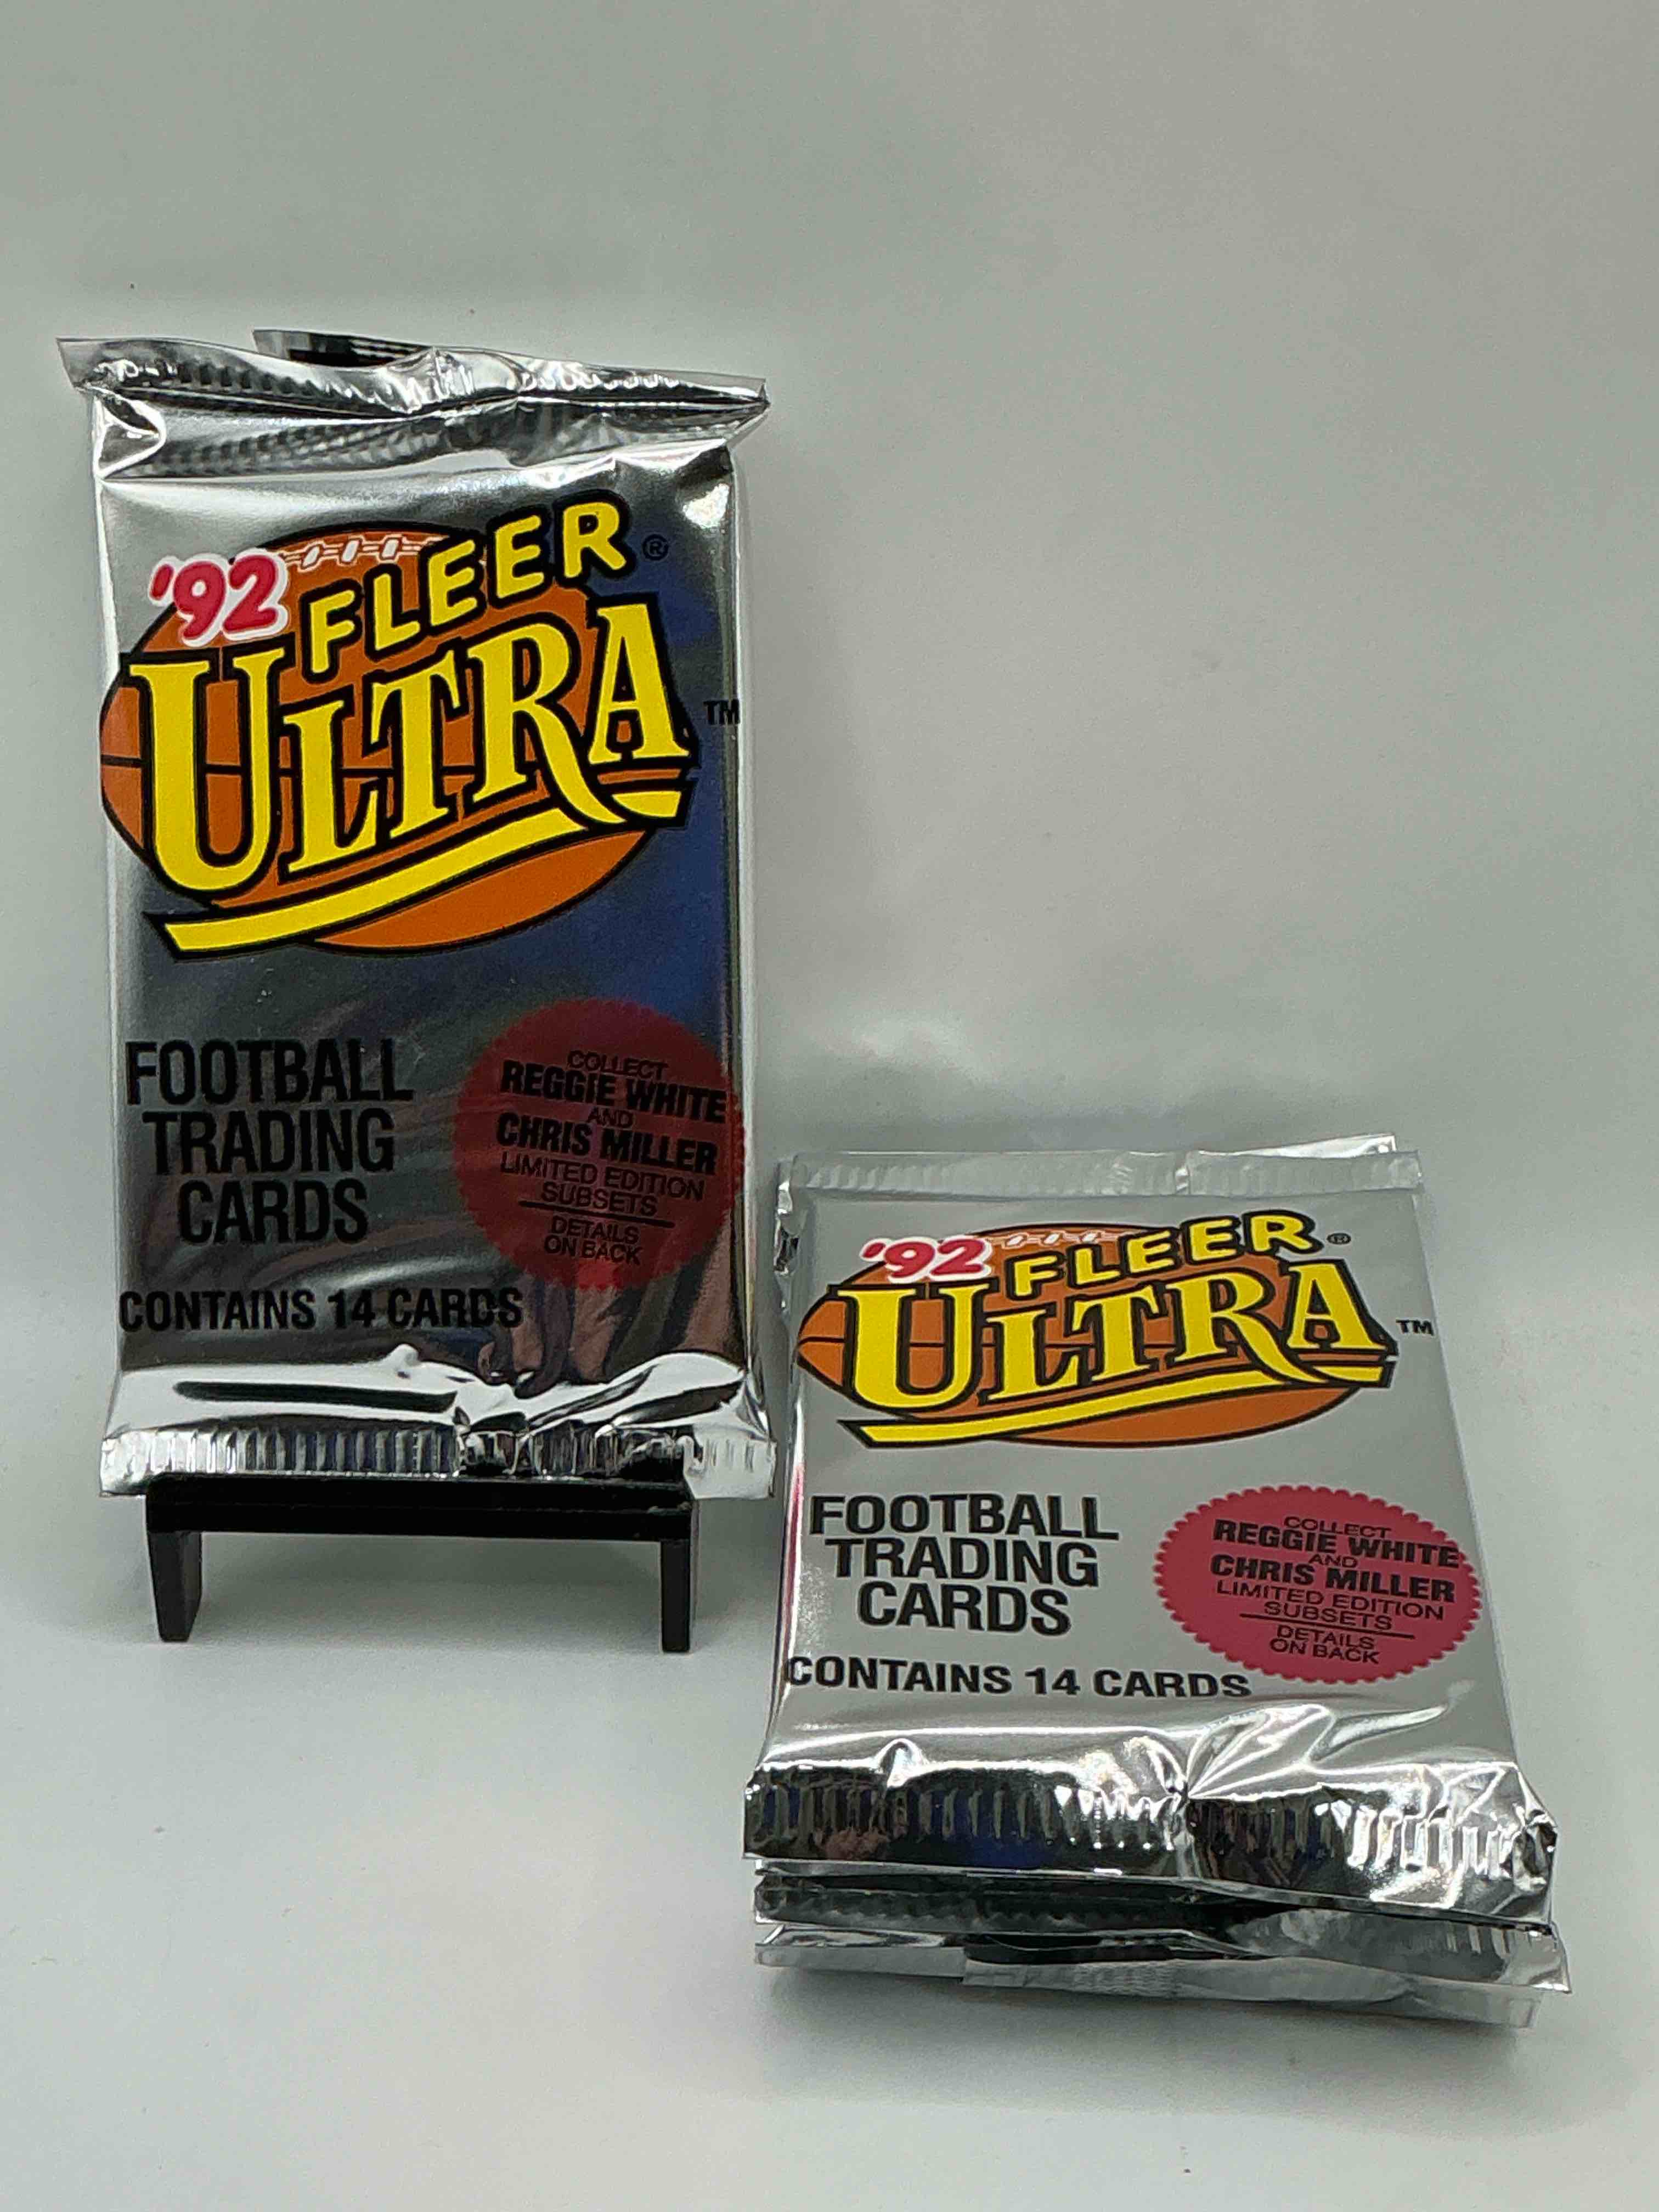 '92 FLEER®
ULTRA™
FOOTBALL
TRADING
CARDS
COLLECT
REGGIE WHITE
AND
CHRIS MILLER
LIMITED EDITION
SUBSETS
DETAILS
ON BACK
CONTAINS 14 CARDS
'92 FLEER®
ULTRA™
FOOTBALL
TRADING
CARDS
COLLECT
REGGIE WHITE
AND
CHRIS MILLER
LIMITED EDITION
SUBSETS
DETAILS
ON BACK
CONTAINS 14 CARDS